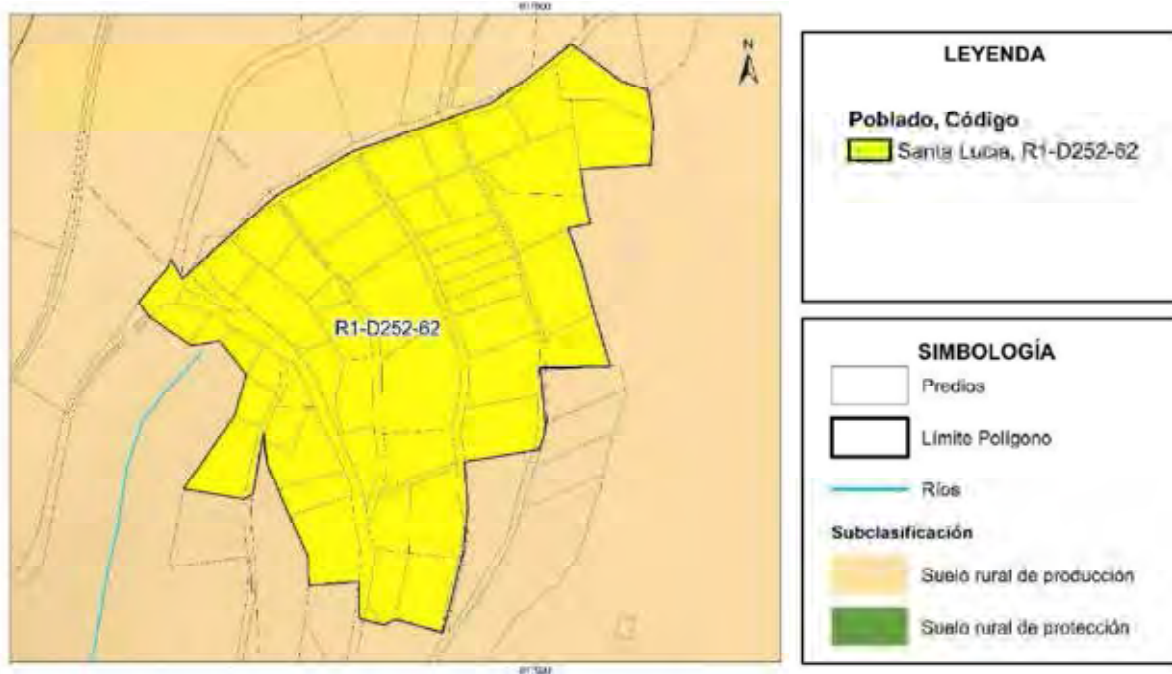 N
R1-D252-62
LEYENDA
Poblado, Código
Santa Lucia, R1-D252-62
SIMBOLOGÍA
Predios
Límite Polígono
Ríos
Subclasificación
Suelo rural de producción
Suelo rural de protección